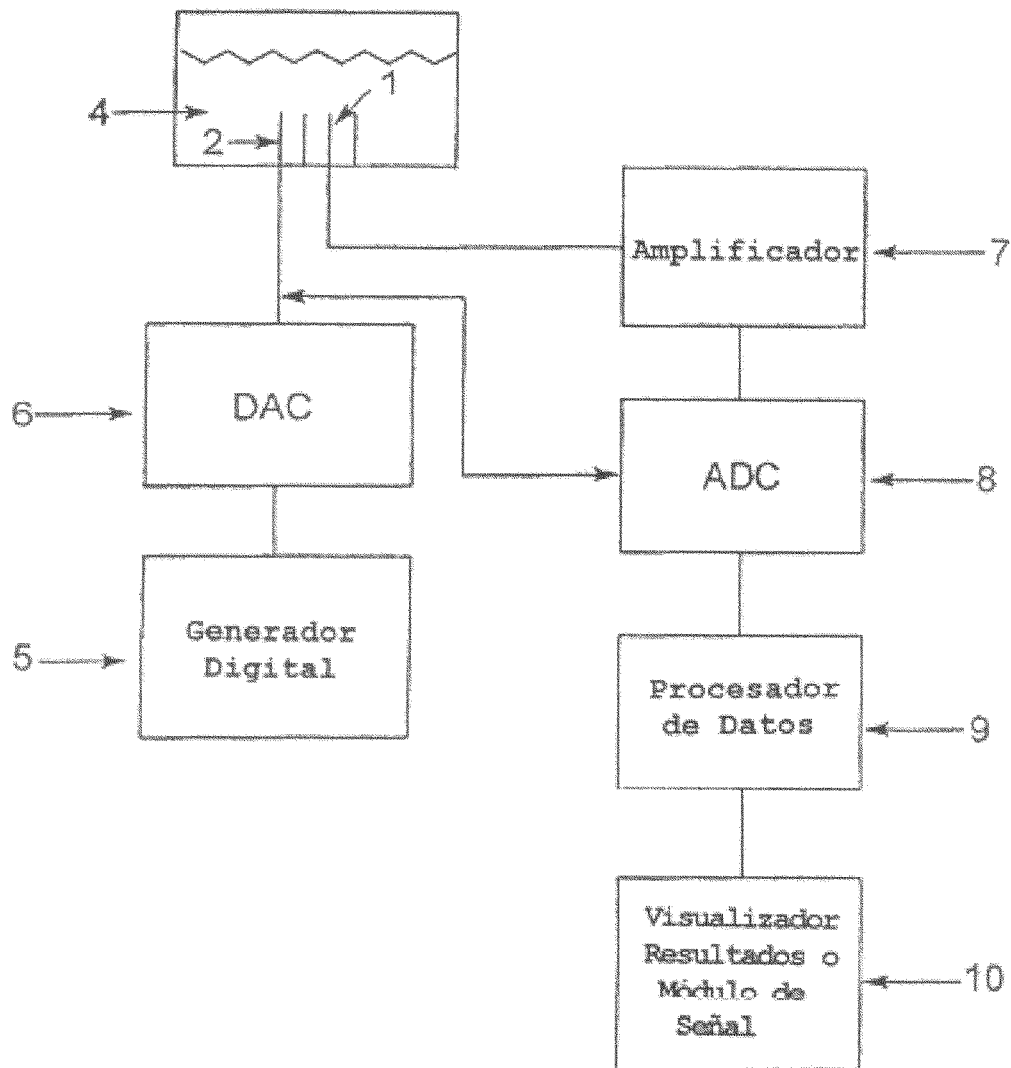 1
4
2
Amplificador
7
6
DAC
ADC
8
Generador
Digital
5
Procesador
de Datos
9
Visualizador
Resultados o
Módulo de
Señal
10